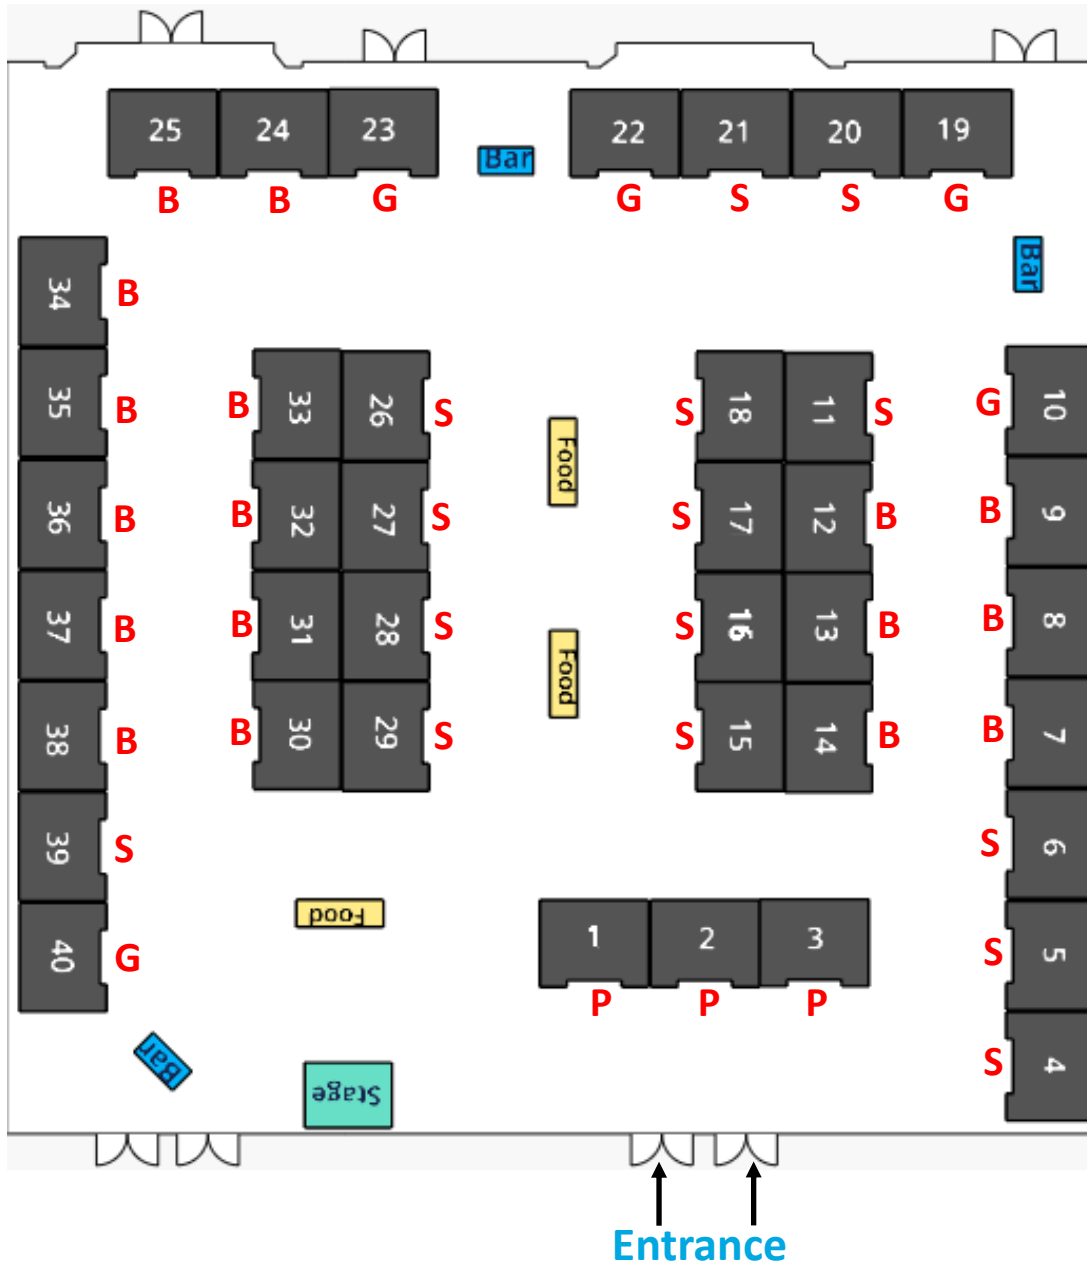 25 24 23 22 21 20 19
Bar
B B G G S S G
Bar
34 B
B 33 26 S S 18 11 S G 10
35 B
Food
36 B B 32 27 S S 17 12 B B 9
37 B B 31 28 S S 16 13 B B 8
Food
38 B B 30 29 S S 15 14 B B 7
39 S S 6
Food
1 2 3
40 G S 5
P P P
Bar
S 4
Stage
Entrance